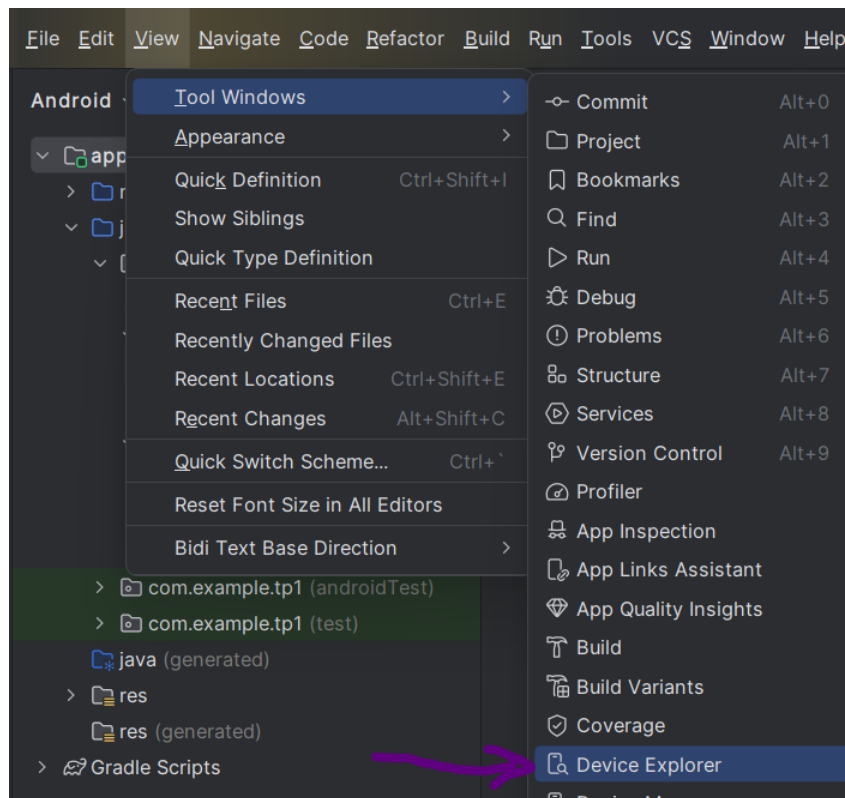 File Edit View Navigate Code Refactor Build Run Tools VCS Window Help
Android
app
Tool Windows
Appearance
Quick Definition Ctrl+Shift+I
Show Siblings
Quick Type Definition
Recent Files Ctrl+E
Recently Changed Files
Recent Locations Ctrl+Shift+E
Recent Changes Alt+Shift+C
Quick Switch Scheme... Ctrl+`
Reset Font Size in All Editors
Bidi Text Base Direction
Commit Alt+0
Project Alt+1
Bookmarks Alt+2
Find Alt+3
Run Alt+4
Debug Alt+5
Problems Alt+6
Structure Alt+7
Services Alt+8
Version Control Alt+9
Profiler
App Inspection
App Links Assistant
App Quality Insights
Build
Build Variants
Coverage
Device Explorer
com.example.tp1 (androidTest)
com.example.tp1 (test)
java (generated)
res
res (generated)
Gradle Scripts